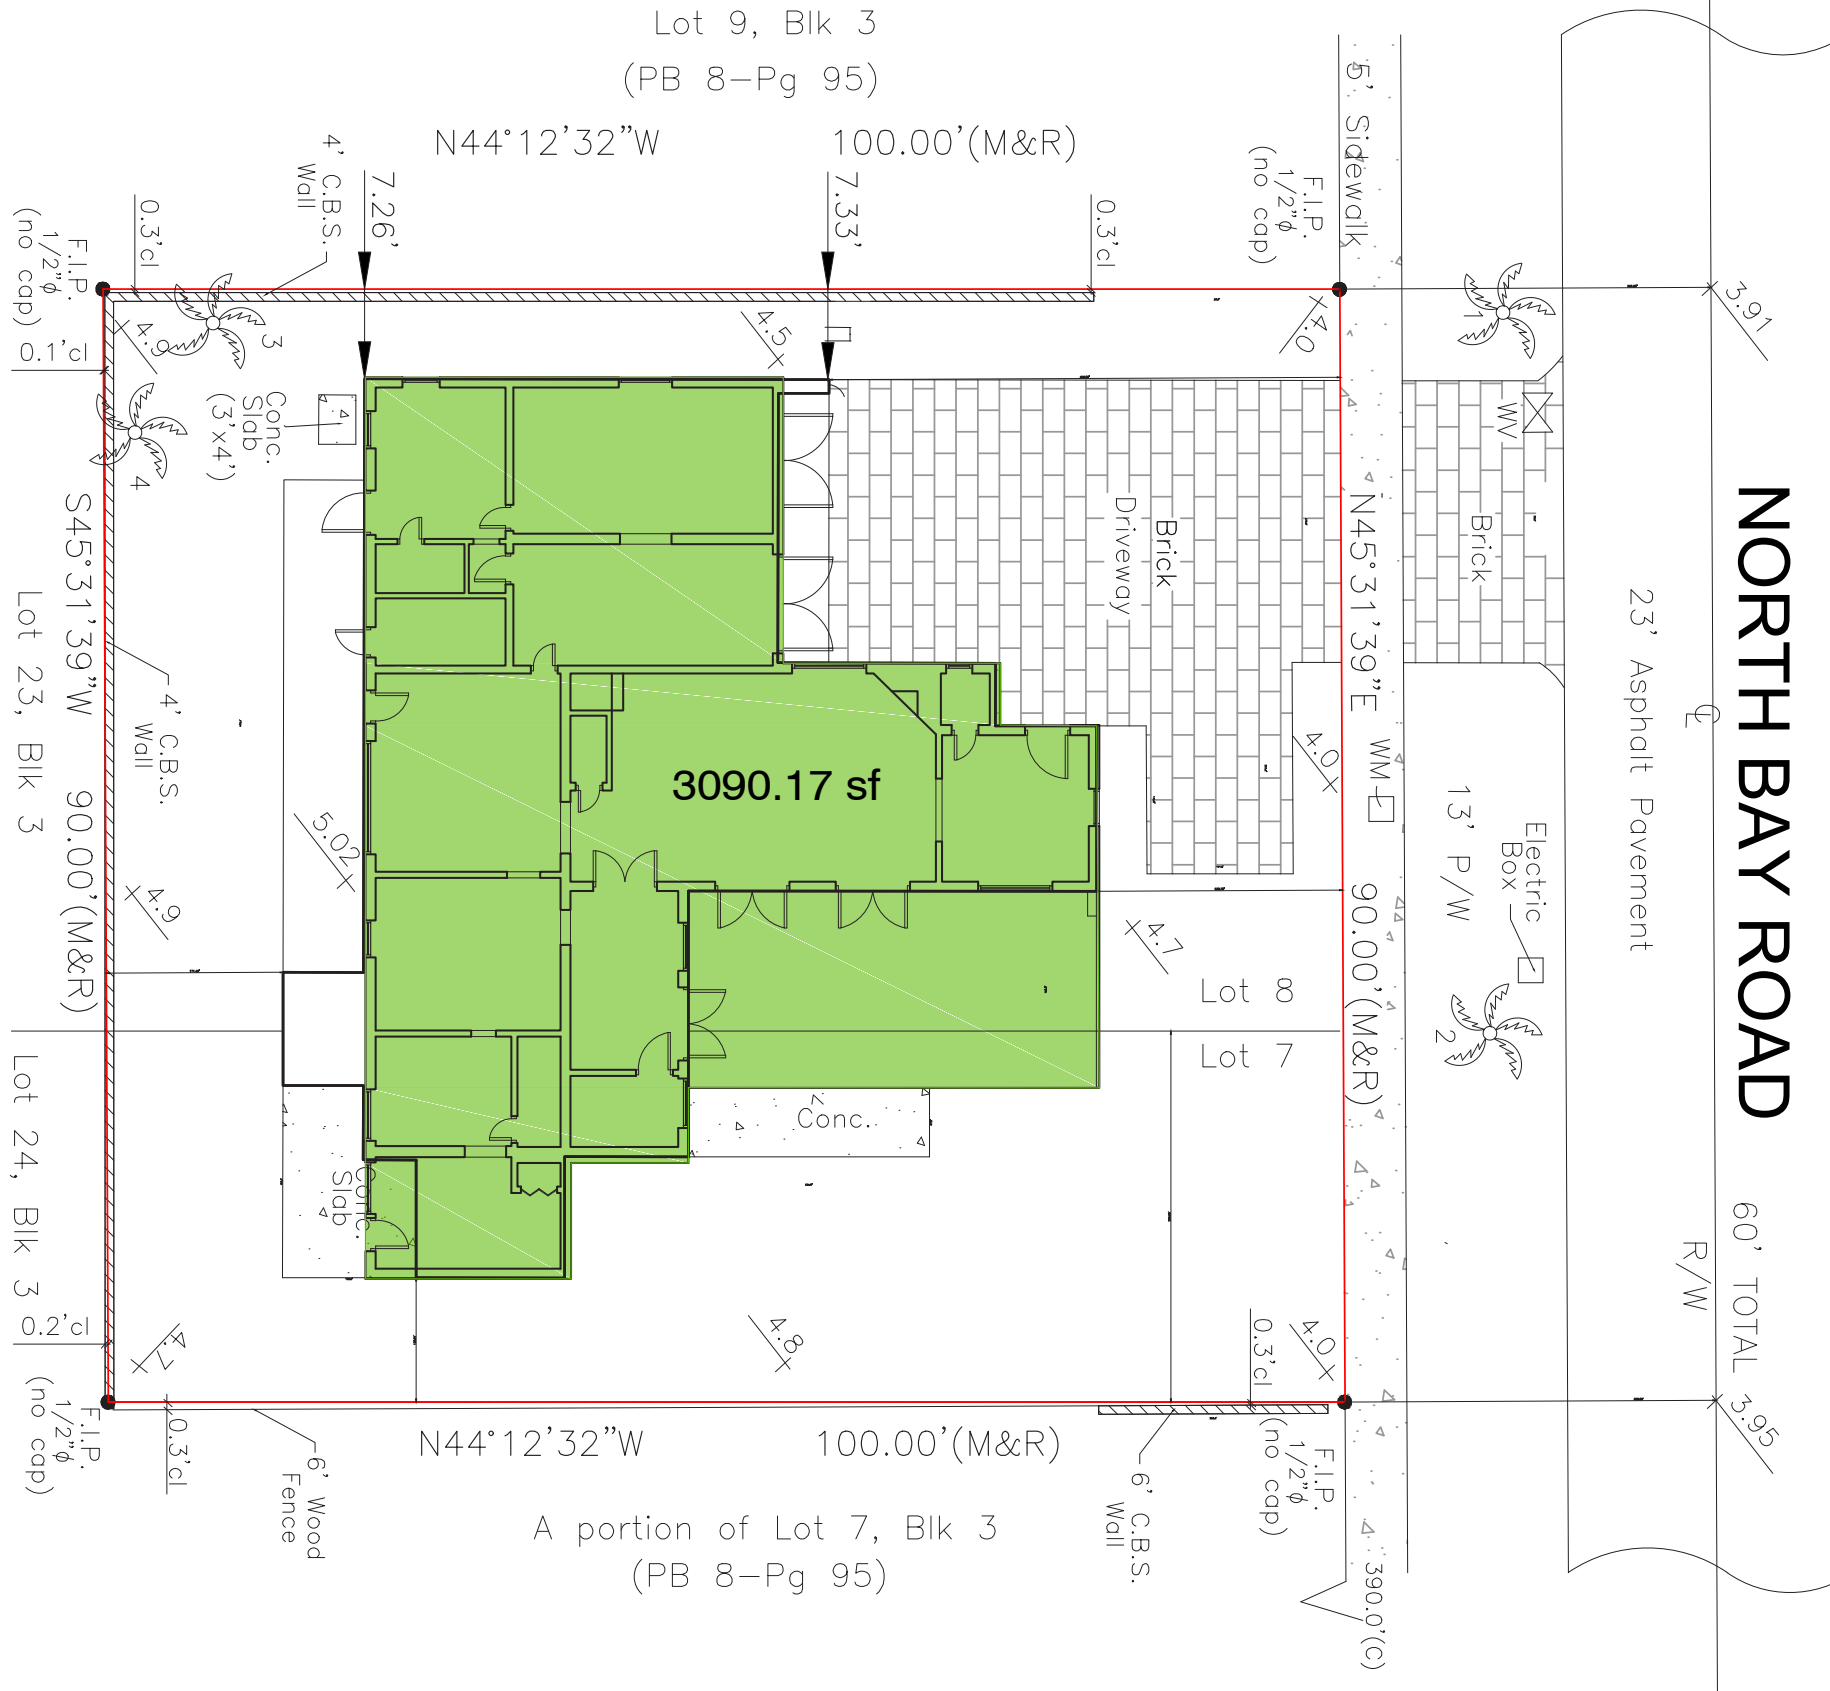 Lot 9, Blk 3
(PB 8-Pg 95)
N44°12'32"W 100.00'(M&R)
4' C.B.S.
Wall
7.26'
7.33'
0.3'cl
0.3'cl
F.I.P.
1/2"ϕ
(no cap)
F.I.P.
1/2"ϕ
(no cap)
5' Sidewalk
3.91
0.1'cl
4.9
3
4
4.5
4.0
1
Conc.
Slab
(3'x4')
WV
Brick
Brick
Driveway
NORTH BAY ROAD
23' Asphalt Pavement
CL
S45°31'39"W 90.00'(M&R)
N45°31'39"E 90.00'(M&R)
Lot 23, Blk 3
4' C.B.S.
Wall
3090.17 sf
4.0
WM
13' P/W
Electric
Box
5.02
4.9
4.7
Lot 8
Lot 7
2
Lot 24, Blk 3
Conc.
Conc.
Slab
60' TOTAL
R/W
0.2'cl
4.7
4.8
0.3'cl
4.0
3.95
F.I.P.
1/2"ϕ
(no cap)
0.3'cl
6' Wood
Fence
N44°12'32"W 100.00'(M&R)
6' C.B.S.
Wall
F.I.P.
1/2"ϕ
(no cap)
A portion of Lot 7, Blk 3
(PB 8-Pg 95)
390.0'(C)